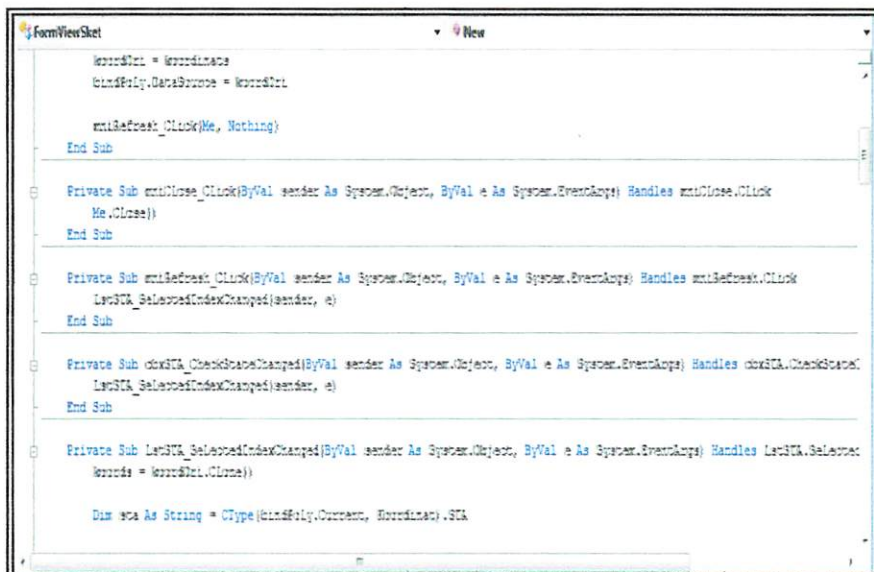 FormViewSket New
koordOri = koordinats
bindPoly.DataSource = koordOri
mniRefresh_Click(Me, Nothing)
End Sub
Private Sub mniClose_Click(ByVal sender As System.Object, ByVal e As System.EventArgs) Handles mniClose.Click
Me.Close()
End Sub
Private Sub mniRefresh_Click(ByVal sender As System.Object, ByVal e As System.EventArgs) Handles mniRefresh.Click
LstSTA_SelectedIndexChanged(sender, e)
End Sub
Private Sub cbxSTA_CheckStateChanged(ByVal sender As System.Object, ByVal e As System.EventArgs) Handles cbxSTA.CheckStateC
LstSTA_SelectedIndexChanged(sender, e)
End Sub
Private Sub LstSTA_SelectedIndexChanged(ByVal sender As System.Object, ByVal e As System.EventArgs) Handles LstSTA.Selected
koords = koordOri.Clone()
Dim sta As String = CType(bindPoly.Current, Koordinat).STA